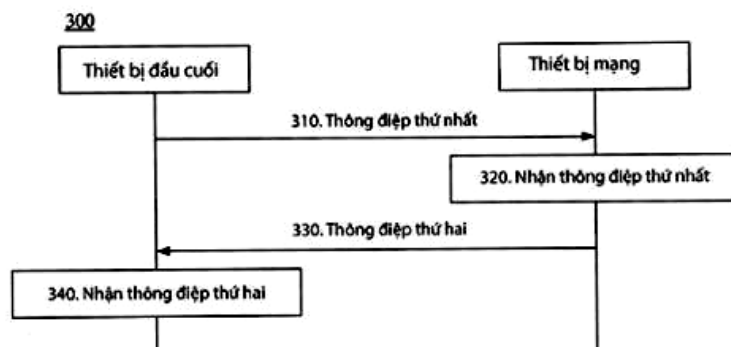 300
Thiết bị đầu cuối
Thiết bị mạng
310. Thông điệp thứ nhất
320. Nhận thông điệp thứ nhất
330. Thông điệp thứ hai
340. Nhận thông điệp thứ hai